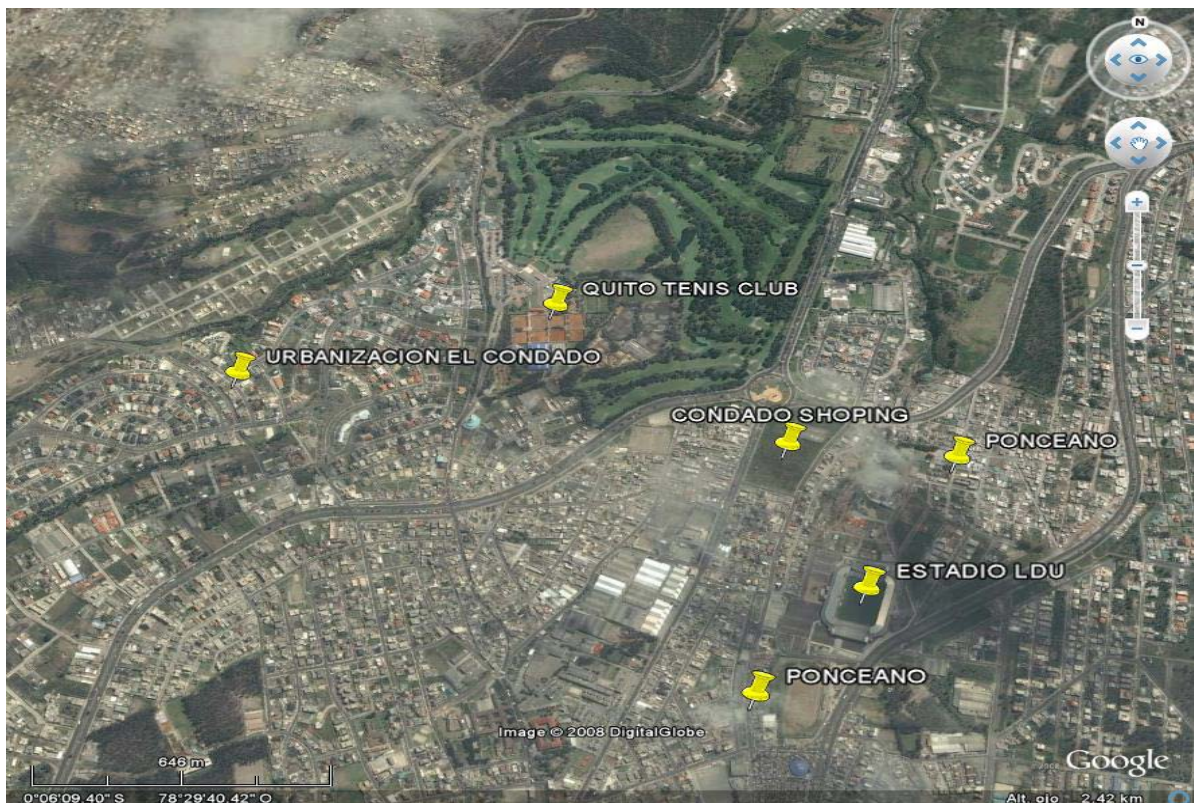 N
QUITO TENIS CLUB
URBANIZACION EL CONDADO
CONDADO SHOPING
PONCEANO
ESTADIO LDU
PONCEANO
Image © 2008 DigitalGlobe
646 m
© 2008 Google
0°06'09.40" S 78°29'40.42" O
Alt. ojo 2.42 km